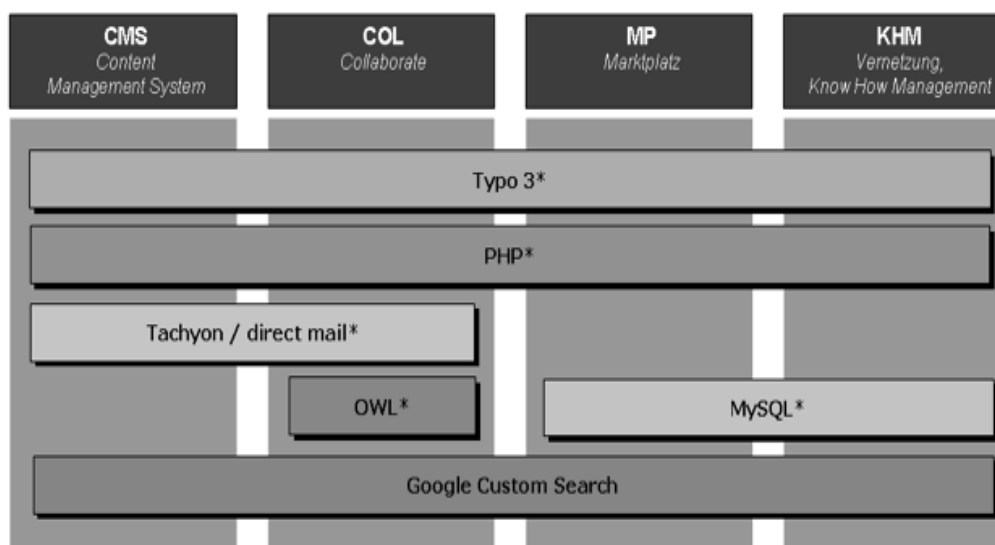 CMS
Content
Management System
COL
Collaborate
MP
Marktplatz
KHM
Vernetzung,
Know How Management
Typo 3*
PHP*
Tachyon / direct mail*
OWL*
MySQL*
Google Custom Search